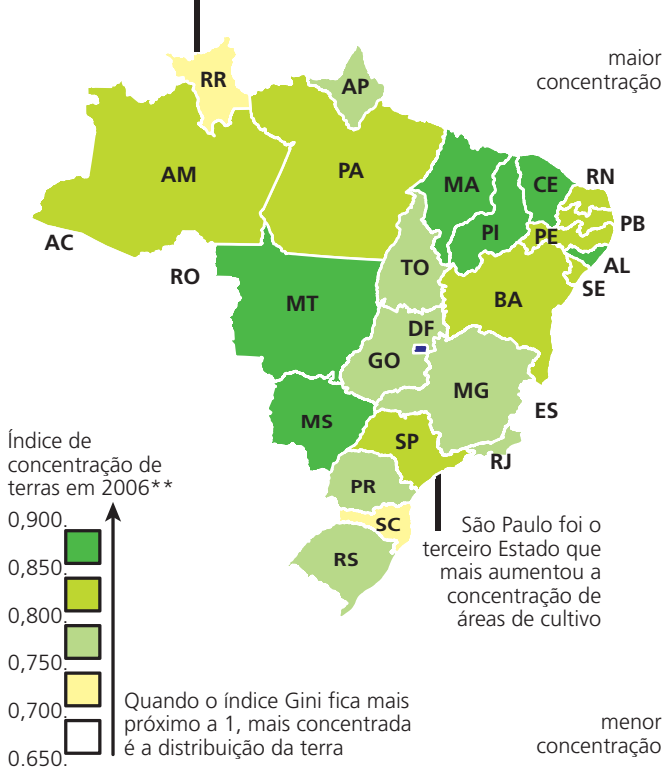 maior
concentração
RR
AP
AM
PA
MA
CE
RN
PI
PE
PB
AC
AL
RO
TO
SE
MT
BA
DF
GO
MG
ES
MS
SP
RJ
PR
SC
RS
Índice de
concentração de
terras em 2006**
0,900
0,850
0,800
0,750
0,700
0,650
São Paulo foi o
terceiro Estado que
mais aumentou a
concentração de
áreas de cultivo
Quando o índice Gini fica mais
próximo a 1, mais concentrada
é a distribuição da terra
menor
concentração